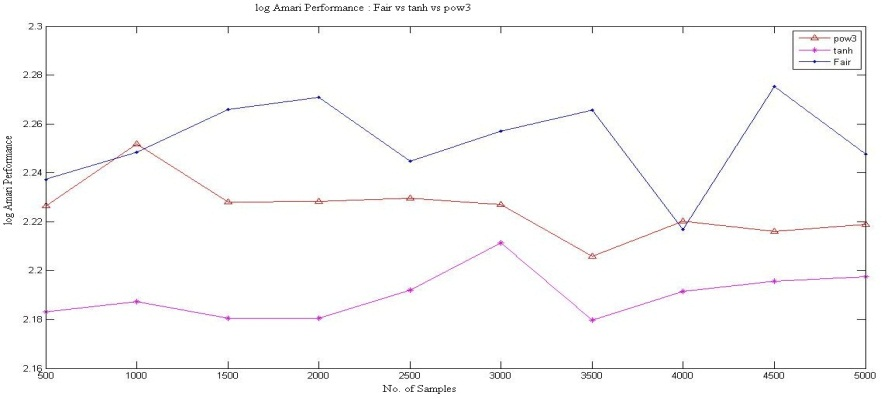 log Amari Performance : Fair vs tanh vs pow3
2.3
pow3
tanh
Fair
2.28
2.26
2.24
2.22
2.2
2.18
2.16
log Amari Performance
500 1000 1500 2000 2500 3000 3500 4000 4500 5000
No. of Samples